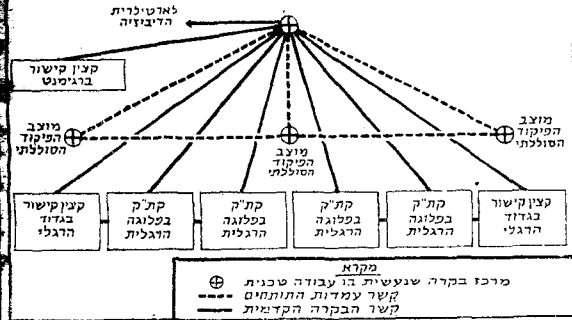 לארטילרית
הדיביזיה
קצין קישור
ברגימנט
מוצב
הפיקוד
הסוללתי
מוצב
הפיקוד
הסוללתי
מוצב
הפיקוד
הסוללתי
קצין קישור
בגדוד
הרגלי
קת"ק
בפלוגה
הרגלית
קת"ק
בפלוגה
הרגלית
קת"ק
בפלוגה
הרגלית
קת"ק
בפלוגה
הרגלית
קצין קישור
בגדוד
הרגלי
מקרא
מרכז בקרה שנעשית בו עבודה טכנית
קשר עמדות התותחים
קשר הבקרה הקדמית